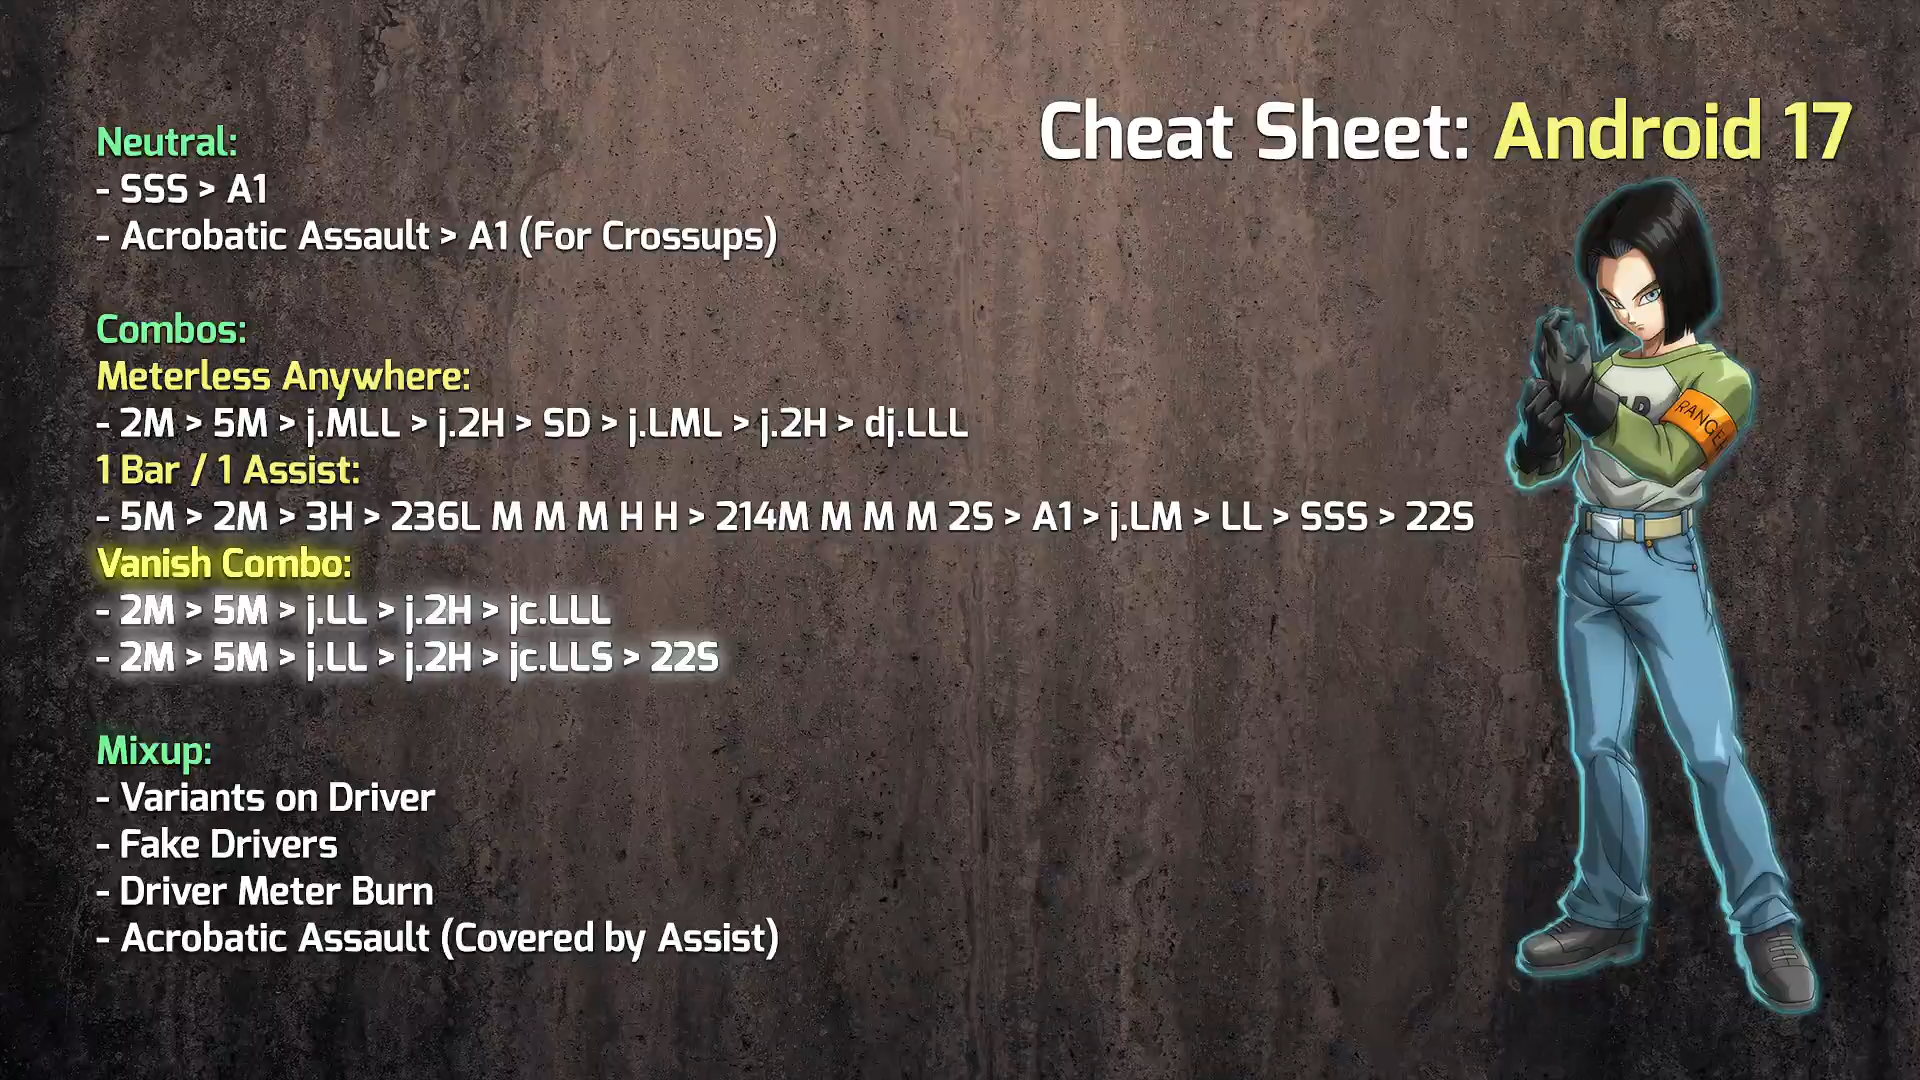 Cheat Sheet: Android 17
Neutral:
- SSS > A1
- Acrobatic Assault > A1 (For Crossups)
Combos:
Meterless Anywhere:
- 2M > 5M > j.MLL > j.2H > SD > j.LML > j.2H > dj.LLL
1 Bar / 1 Assist:
- 5M > 2M > 3H > 236L M M M H H > 214M M M M 2S > A1 > j.LM > LL > SSS > 22S
Vanish Combo:
- 2M > 5M > j.LL > j.2H > jc.LLL
- 2M > 5M > j.LL > j.2H > jc.LLS > 22S
Mixup:
- Variants on Driver
- Fake Drivers
- Driver Meter Burn
- Acrobatic Assault (Covered by Assist)